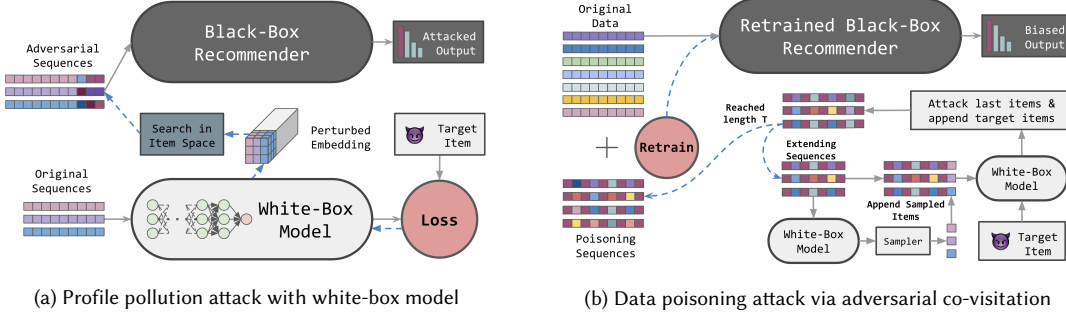 Black-Box
Recommender
Attacked
Output
Adversarial
Sequences
Search in
Item Space
Perturbed
Embedding
Target
Item
Original
Sequences
White-Box
Model
Loss
(a) Profile pollution attack with white-box model
Original
Data
Retrained Black-Box
Recommender
Biased
Output
Reached
length T
Attack last items &
append target items
Retrain
Extending
Sequences
White-Box
Model
Append Sampled
Items
Poisoning
Sequences
White-Box
Model
Sampler
Target
Item
(b) Data poisoning attack via adversarial co-visitation